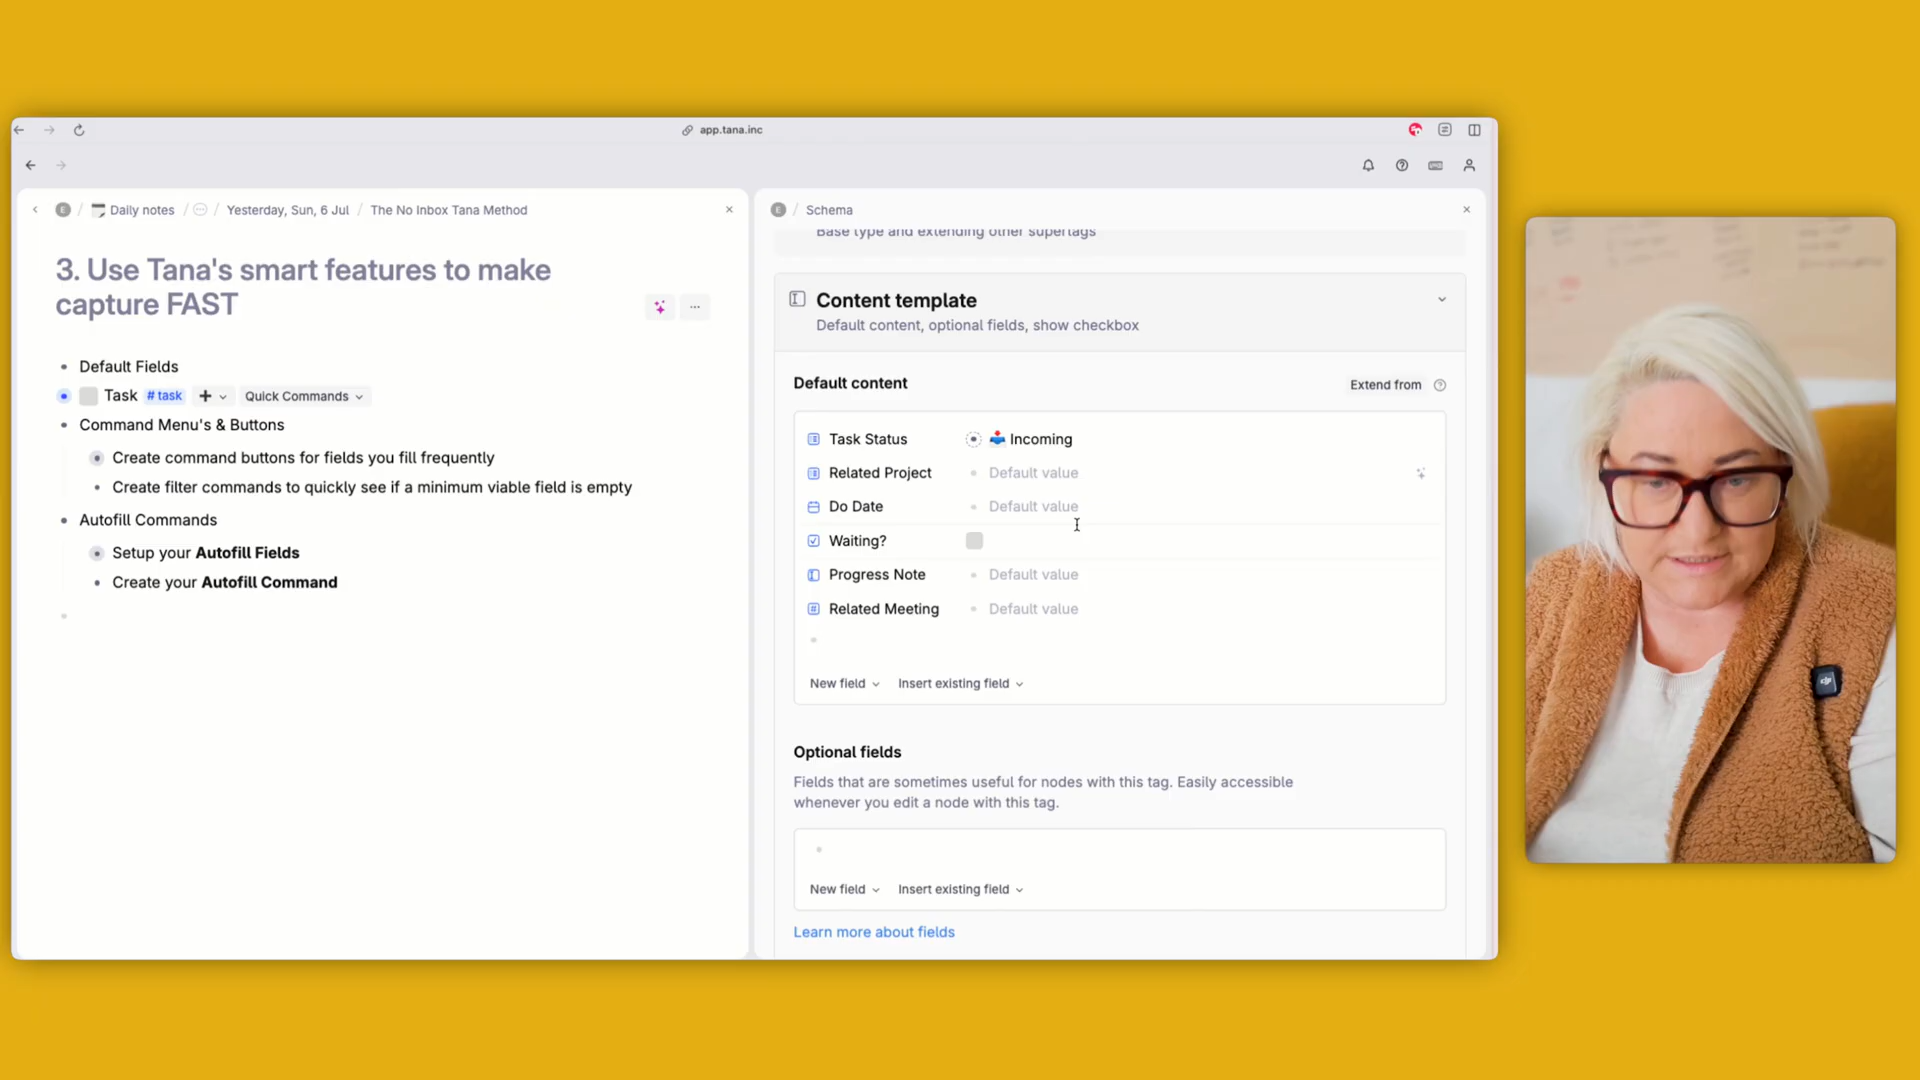 app.tana.inc
E / Daily notes / / Yesterday, Sun, 6 Jul / The No Inbox Tana Method
3. Use Tana's smart features to make
capture FAST
Default Fields
Task # task Quick Commands
Command Menu's & Buttons
Create command buttons for fields you fill frequently
Create filter commands to quickly see if a minimum viable field is empty
Autofill Commands
Setup your Autofill Fields
Create your Autofill Command
E / Schema
Base type and extending other supertags
Content template
Default content, optional fields, show checkbox
Default content Extend from
Task Status Incoming
Related Project Default value
Do Date Default value
Waiting?
Progress Note Default value
Related Meeting Default value
New field Insert existing field
Optional fields
Fields that are sometimes useful for nodes with this tag. Easily accessible
whenever you edit a node with this tag.
New field Insert existing field
Learn more about fields
dji